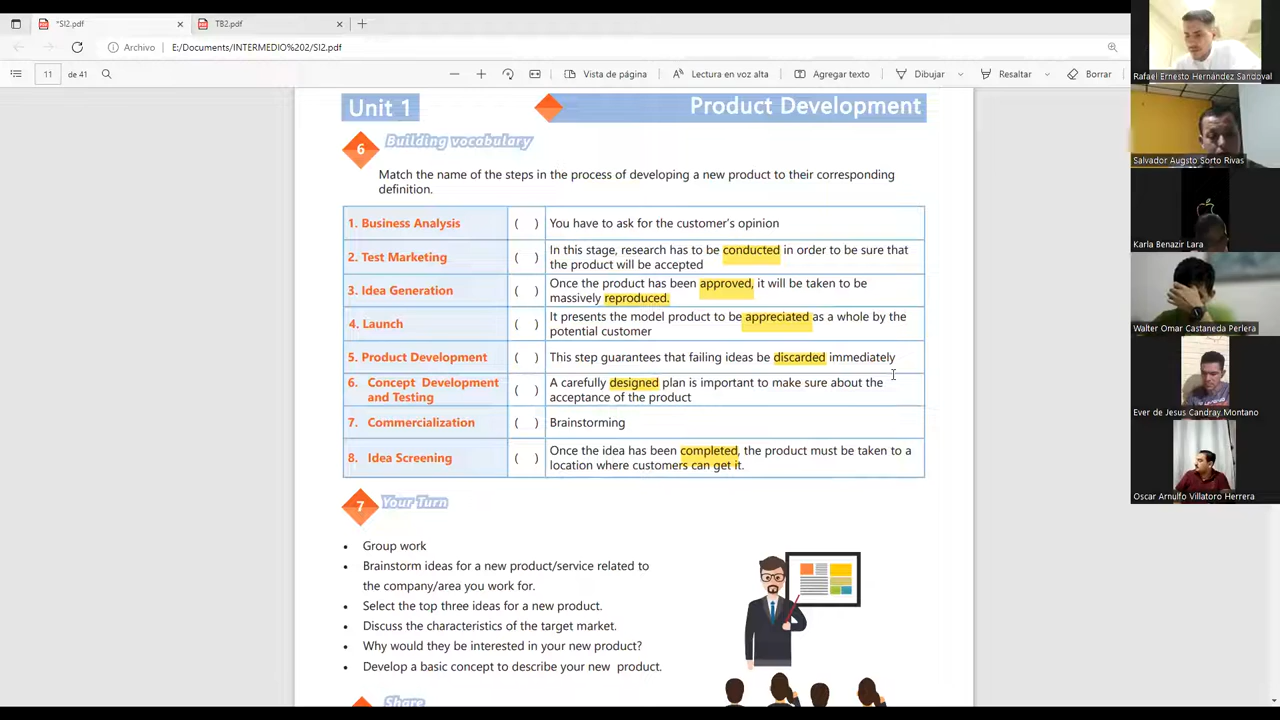 *SI2.pdf
TB2.pdf
Archivo E:/Documents/INTERMEDIO%202/SI2.pdf
11 de 41 Vista de página Lectura en voz alta Agregar texto Dibujar Resaltar Borrar
Unit 1 Product Development
6 Building vocabulary
Match the name of the steps in the process of developing a new product to their corresponding
definition.
1. Business Analysis ( ) You have to ask for the customer's opinion
2. Test Marketing ( ) In this stage, research has to be conducted in order to be sure that
the product will be accepted
3. Idea Generation ( ) Once the product has been approved, it will be taken to be
massively reproduced.
4. Launch ( ) It presents the model product to be appreciated as a whole by the
potential customer
5. Product Development ( ) This step guarantees that failing ideas be discarded immediately
6. Concept Development
and Testing ( ) A carefully designed plan is important to make sure about the
acceptance of the product
7. Commercialization ( ) Brainstorming
8. Idea Screening ( ) Once the idea has been completed, the product must be taken to a
location where customers can get it.
7 Your Turn
• Group work
• Brainstorm ideas for a new product/service related to
the company/area you work for.
• Select the top three ideas for a new product.
• Discuss the characteristics of the target market.
• Why would they be interested in your new product?
• Develop a basic concept to describe your new product.
Share
Rafael Ernesto Hernández Sandoval
Salvador Augsto Sorto Rivas
Karla Benazir Lara
Walter Omar Castaneda Perlera
Ever de Jesus Candray Montano
Oscar Arnulfo Villatoro Herrera